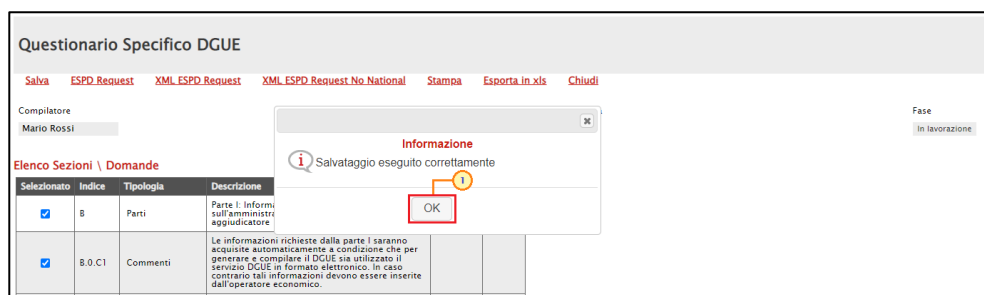 Questionario Specifico DGUE
Salva ESPD Request XML ESPD Request XML ESPD Request No National Stampa Esporta in xls Chiudi
Compilatore
Fase
Mario Rossi
In lavorazione
Informazione
Salvataggio eseguito correttamente
1
OK
Elenco Sezioni \ Domande
Selezionato Indice Tipologia Descrizione
B Parti
Parte I: Inform
sull'amministra
aggiudicatore
B.0.C1 Commenti
Le informazioni richieste dalla parte I saranno
acquisite automaticamente a condizione che per
generare e compilare il DGUE sia utilizzato il
servizio DGUE in formato elettronico. In caso
contrario tali informazioni devono essere inserite
dall'operatore economico.